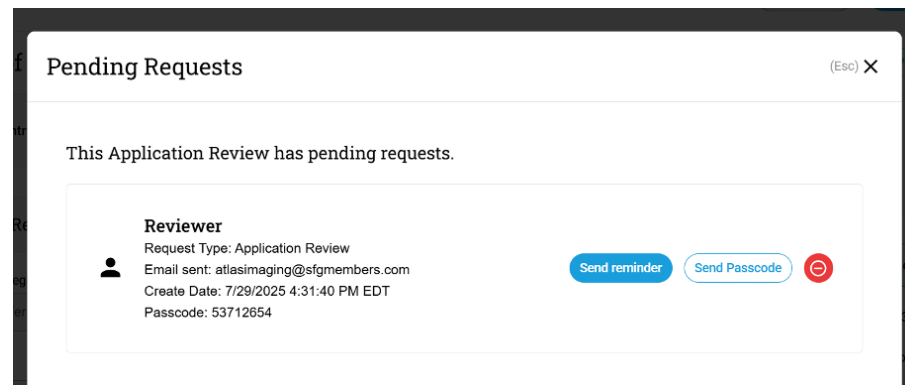 Pending Requests
(Esc)
This Application Review has pending requests.
Reviewer
Request Type: Application Review
Email sent: atlasimaging@sfgmembers.com
Create Date: 7/29/2025 4:31:40 PM EDT
Passcode: 53712654
Send reminder
Send Passcode